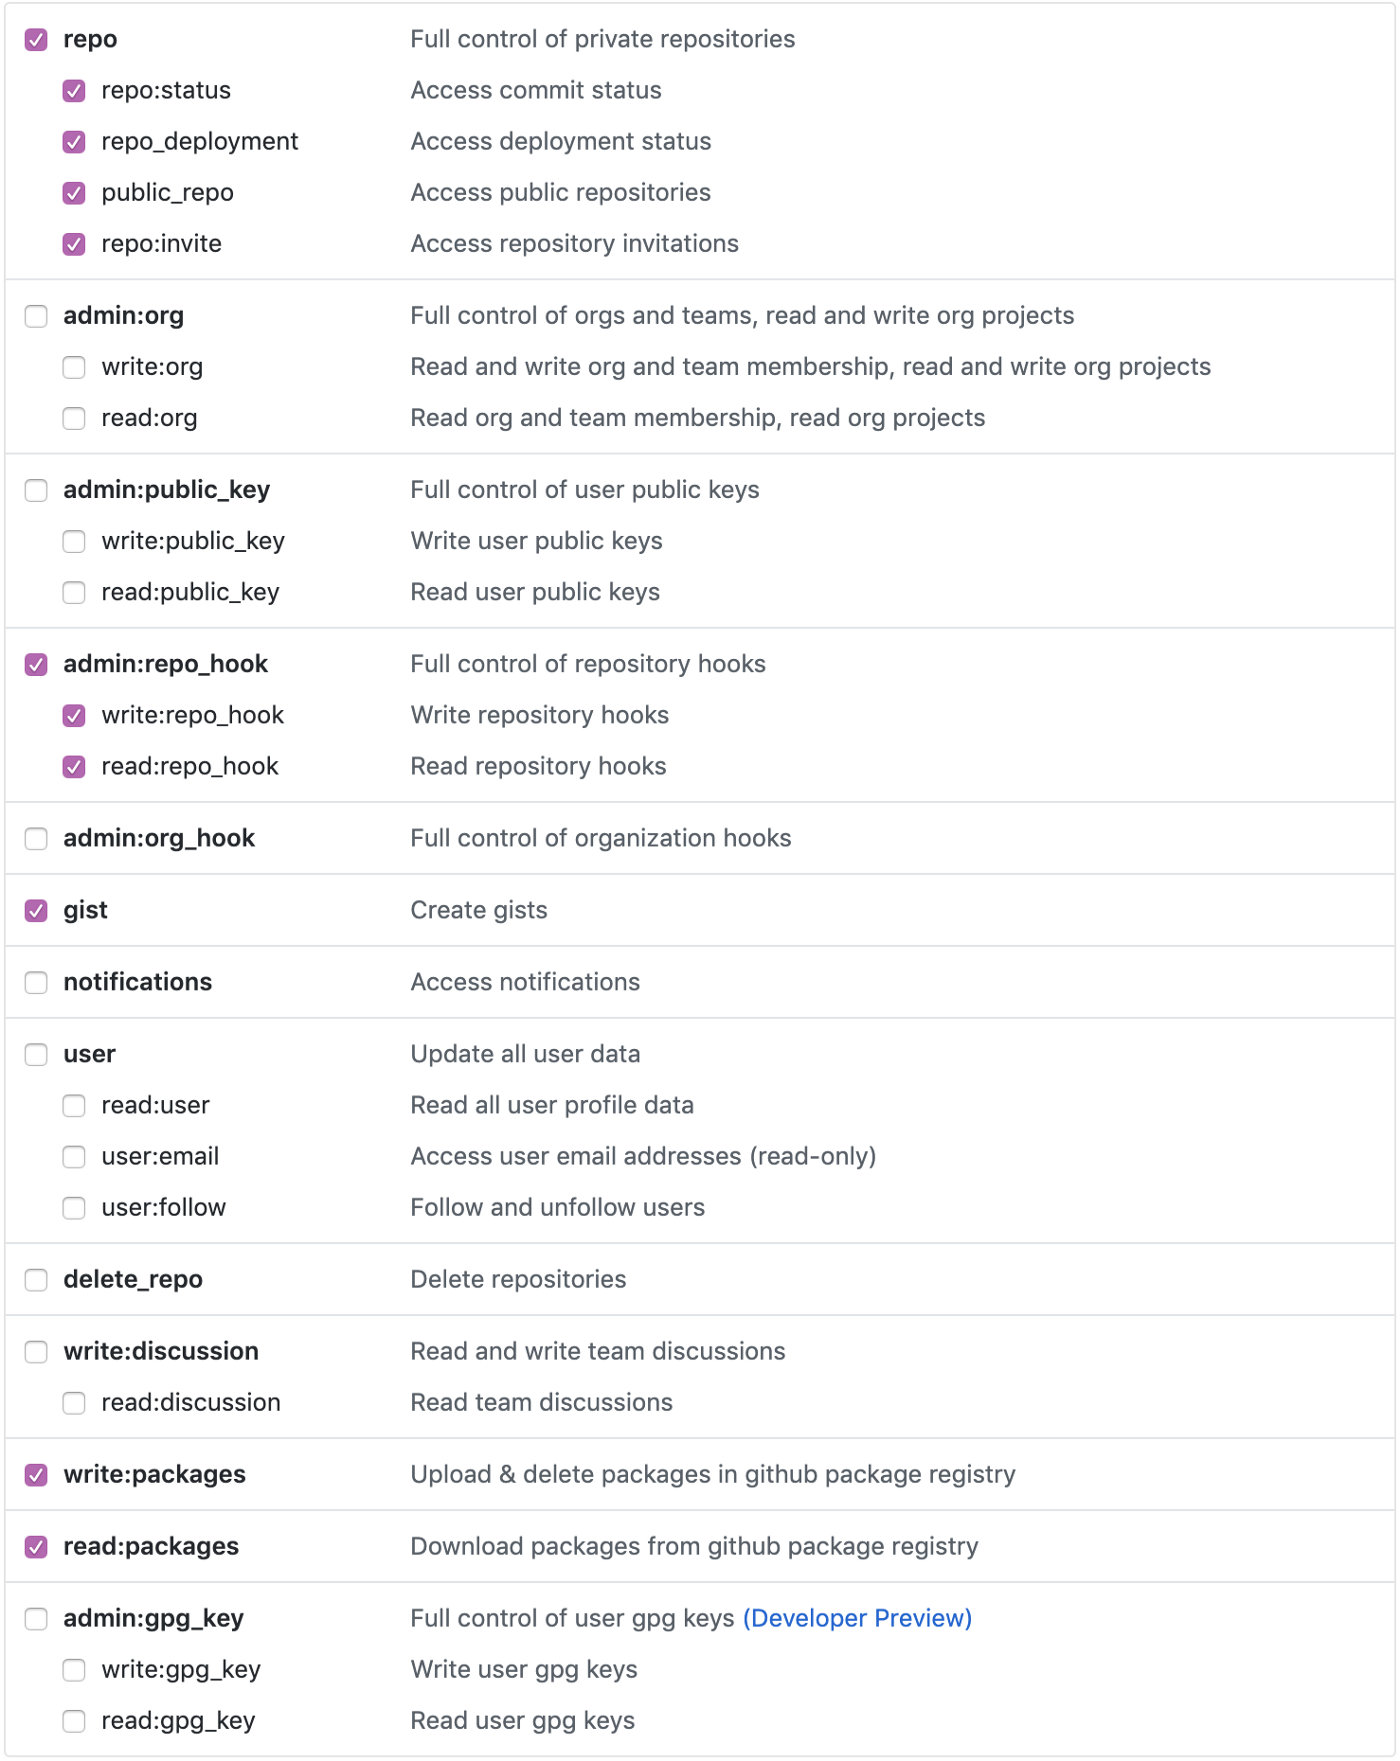 repo Full control of private repositories
repo:status Access commit status
repo_deployment Access deployment status
public_repo Access public repositories
repo:invite Access repository invitations
admin:org Full control of orgs and teams, read and write org projects
write:org Read and write org and team membership, read and write org projects
read:org Read org and team membership, read org projects
admin:public_key Full control of user public keys
write:public_key Write user public keys
read:public_key Read user public keys
admin:repo_hook Full control of repository hooks
write:repo_hook Write repository hooks
read:repo_hook Read repository hooks
admin:org_hook Full control of organization hooks
gist Create gists
notifications Access notifications
user Update all user data
read:user Read all user profile data
user:email Access user email addresses (read-only)
user:follow Follow and unfollow users
delete_repo Delete repositories
write:discussion Read and write team discussions
read:discussion Read team discussions
write:packages Upload & delete packages in github package registry
read:packages Download packages from github package registry
admin:gpg_key Full control of user gpg keys (Developer Preview)
write:gpg_key Write user gpg keys
read:gpg_key Read user gpg keys